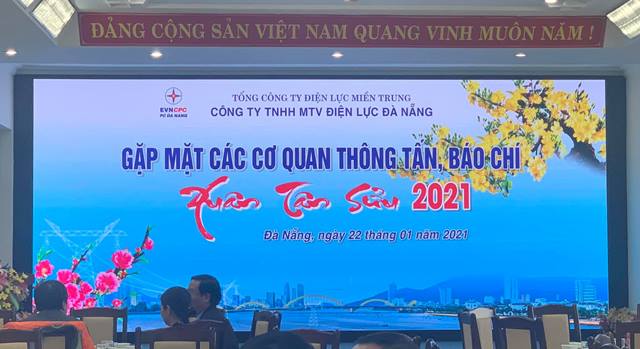 ĐẢNG CỘNG SẢN VIỆT NAM QUANG VINH MUÔN NĂM!
EVNCPC
PC ĐÀ NẴNG
TỔNG CÔNG TY ĐIỆN LỰC MIỀN TRUNG
CÔNG TY TNHH MTV ĐIỆN LỰC ĐÀ NẴNG
GẶP MẶT CÁC CƠ QUAN THÔNG TẤN, BÁO CHÍ
Xuân Tân Sửu 2021
Đà Nẵng, ngày 22 tháng 01 năm 2021